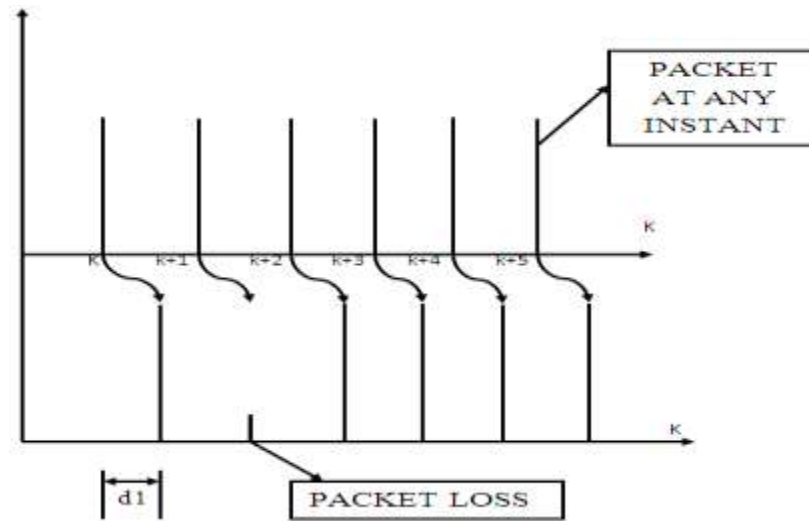 PACKET
AT ANY
INSTANT
K
K
k+1
k+2
k+3
k+4
k+5
K
d1
PACKET LOSS